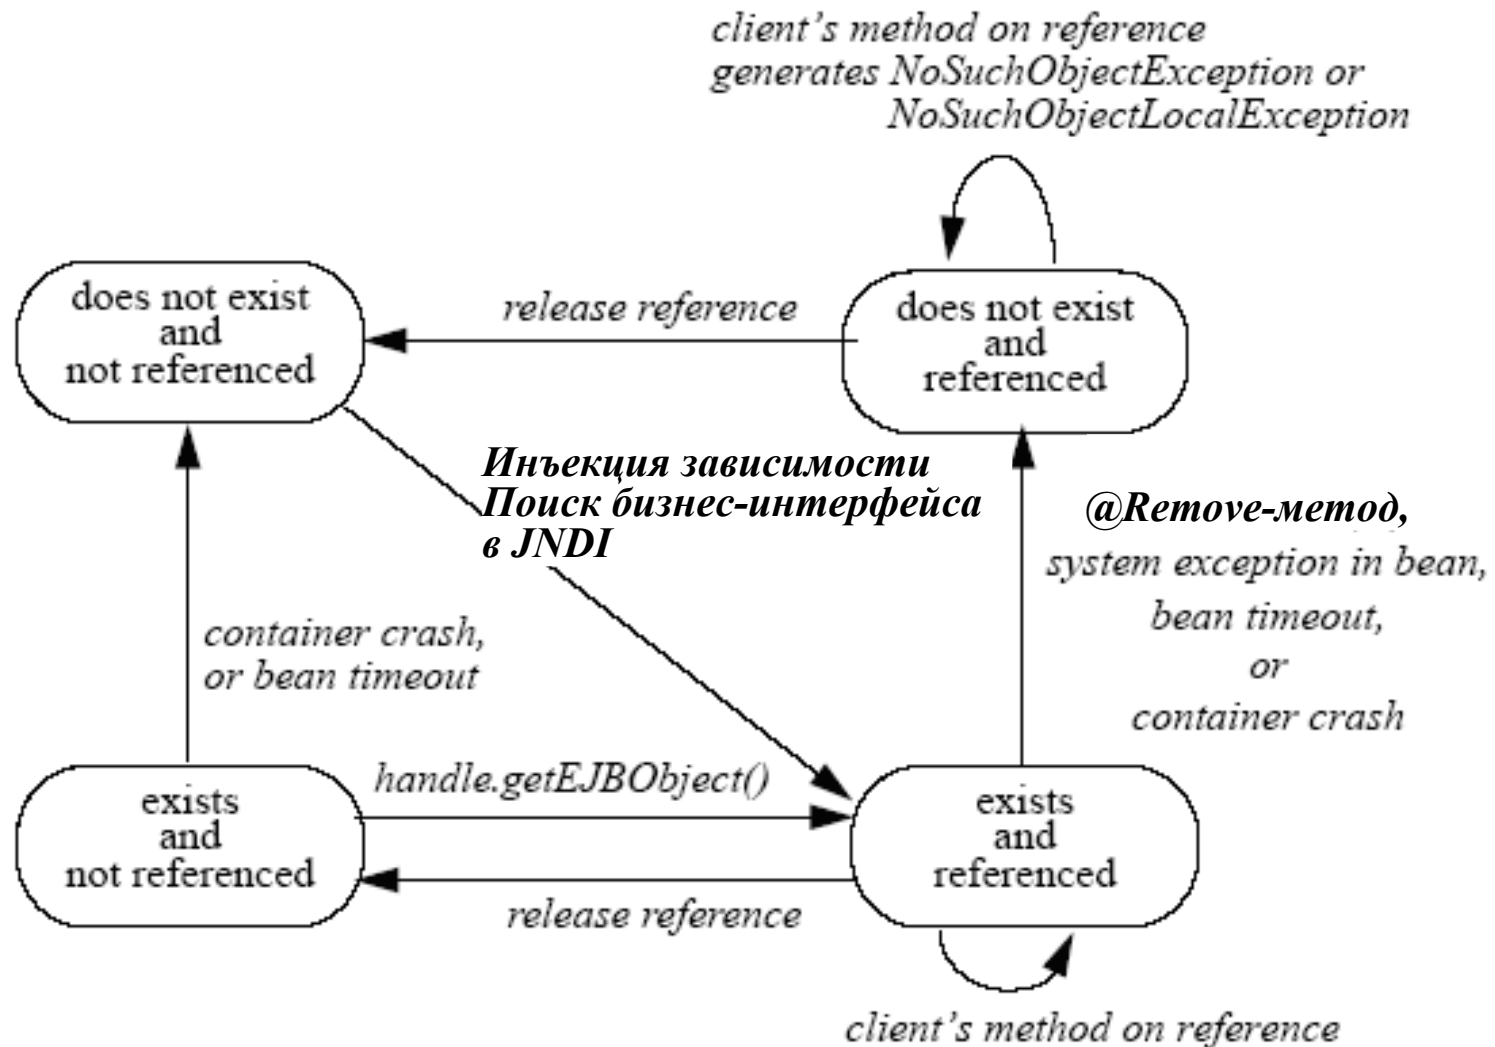 client's method on reference
generates NoSuchObjectException or
NoSuchObjectLocalException
does not exist
and
not referenced
release reference
does not exist
and
referenced
Инъекция зависимости
Поиск бизнес-интерфейса
в JNDI
@Remove-метод,
system exception in bean,
bean timeout,
or
container crash
container crash,
or bean timeout
exists
and
not referenced
handle.getEJBObject()
release reference
exists
and
referenced
client's method on reference